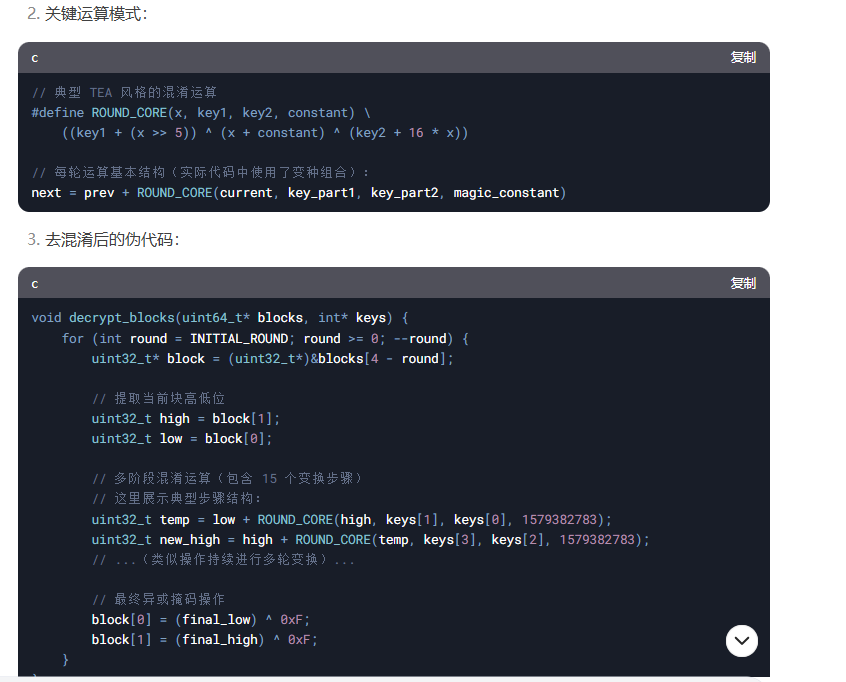 2. 关键运算模式：
c
复制
// 典型 TEA 风格的混淆运算
#define ROUND_CORE(x, key1, key2, constant) \
    ((key1 + (x >> 5)) ^ (x + constant) ^ (key2 + 16 * x))
// 每轮运算基本结构（实际代码中使用了变种组合）：
next = prev + ROUND_CORE(current, key_part1, key_part2, magic_constant)
3. 去混淆后的伪代码：
c
复制
void decrypt_blocks(uint64_t* blocks, int* keys) {
    for (int round = INITIAL_ROUND; round >= 0; --round) {
        uint32_t* block = (uint32_t*)&blocks[4 - round];
        // 提取当前块高低位
        uint32_t high = block[1];
        uint32_t low = block[0];
        // 多阶段混淆运算（包含 15 个变换步骤）
        // 这里展示典型步骤结构：
        uint32_t temp = low + ROUND_CORE(high, keys[1], keys[0], 1579382783);
        uint32_t new_high = high + ROUND_CORE(temp, keys[3], keys[2], 1579382783);
        // ...（类似操作持续进行多轮变换）...
        // 最终异或掩码操作
        block[0] = (final_low) ^ 0xF;
        block[1] = (final_high) ^ 0xF;
    }